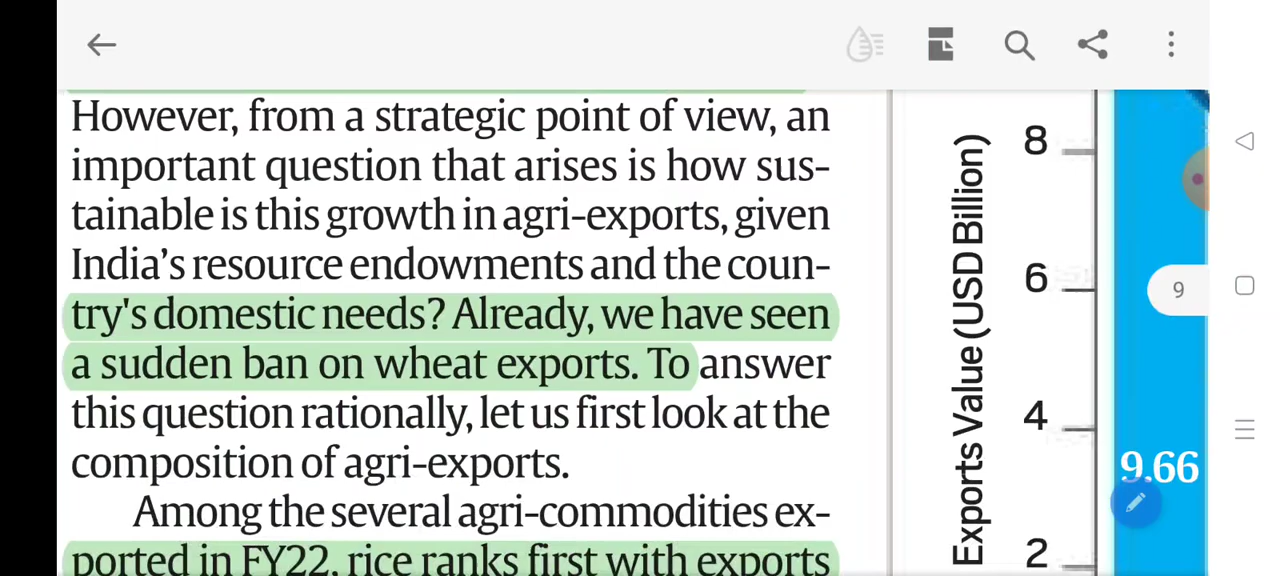 However, from a strategic point of view, an
important question that arises is how sus-
tainable is this growth in agri-exports, given
India's resource endowments and the coun-
try's domestic needs? Already, we have seen
a sudden ban on wheat exports. To answer
this question rationally, let us first look at the
composition of agri-exports.
Among the several agri-commodities ex-
ported in FY22, rice ranks first with exports
Exports Value (USD Billion)
8
6
4
2
9.66
9